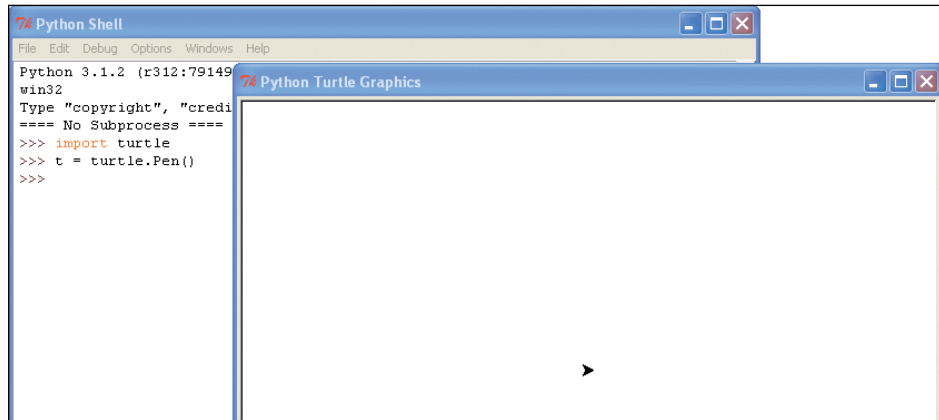 Python Shell
File Edit Debug Options Windows Help
Python 3.1.2 (r312:79149
win32
Type "copyright", "credi
==== No Subprocess ====
>>> import turtle
>>> t = turtle.Pen()
>>>
Python Turtle Graphics